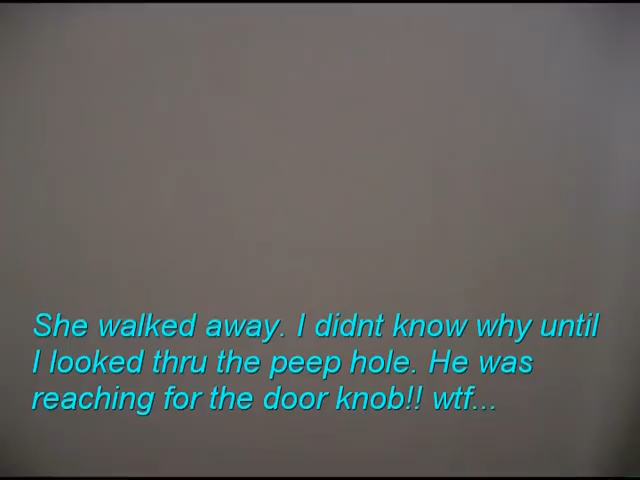 She walked away. I didnt know why until
I looked thru the peep hole. He was
reaching for the door knob!! wtf...